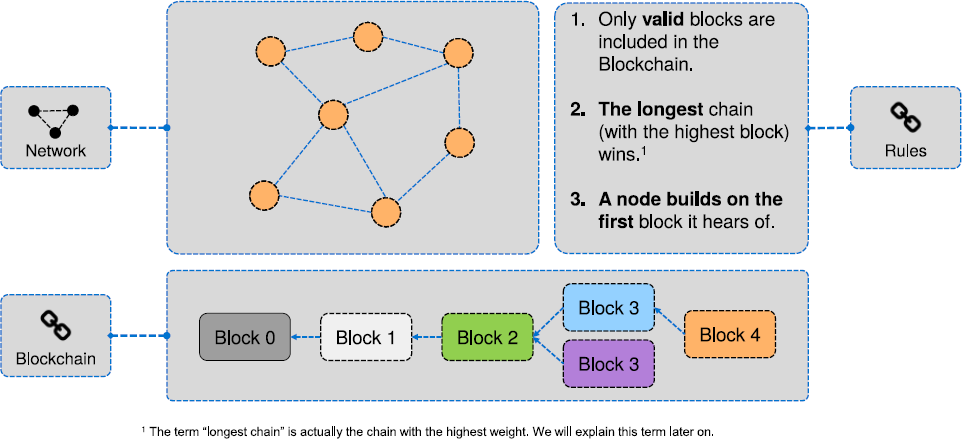 Network
1. Only valid blocks are
included in the
Blockchain.
2. The longest chain
(with the highest block)
wins.¹
3. A node builds on the
first block it hears of.
Rules
Blockchain
Block 0
Block 1
Block 2
Block 3
Block 3
Block 4
¹ The term “longest chain” is actually the chain with the highest weight. We will explain this term later on.